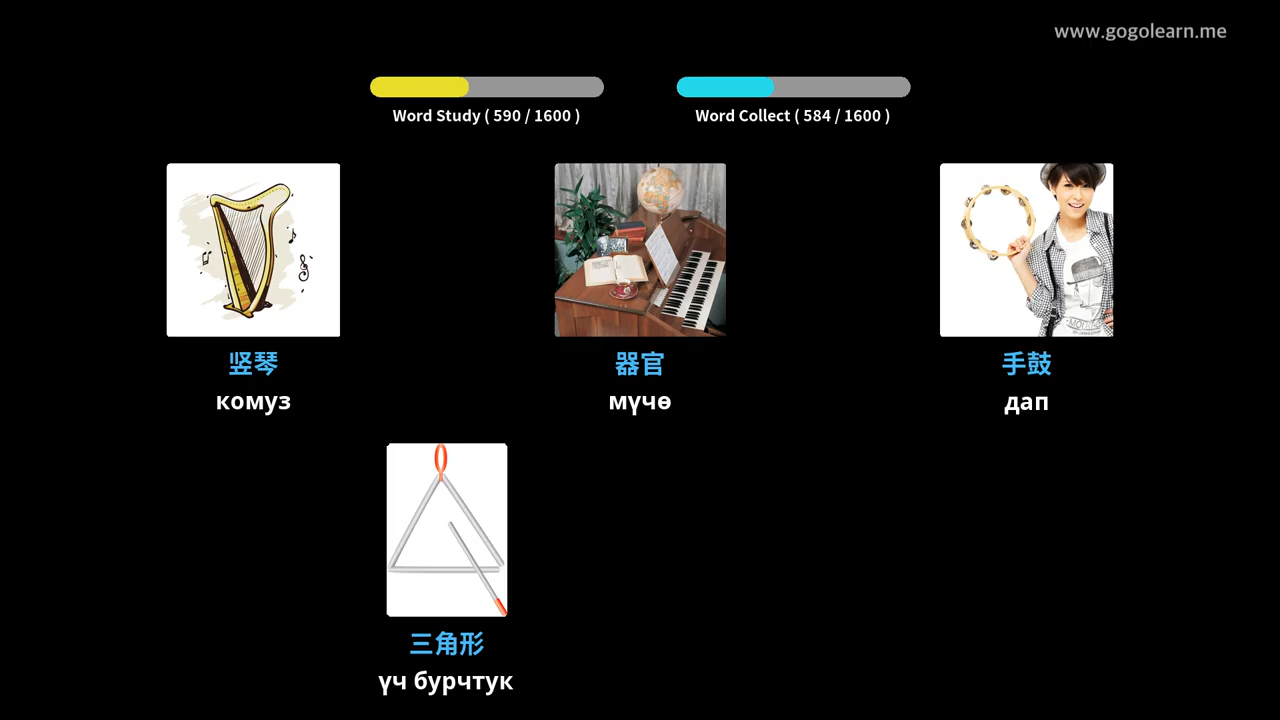 www.gogolearn.me
Word Study ( 590 / 1600 )
Word Collect ( 584 / 1600 )
竖琴
комуз
器官
мүчө
手鼓
дап
三角形
үч бурчтук